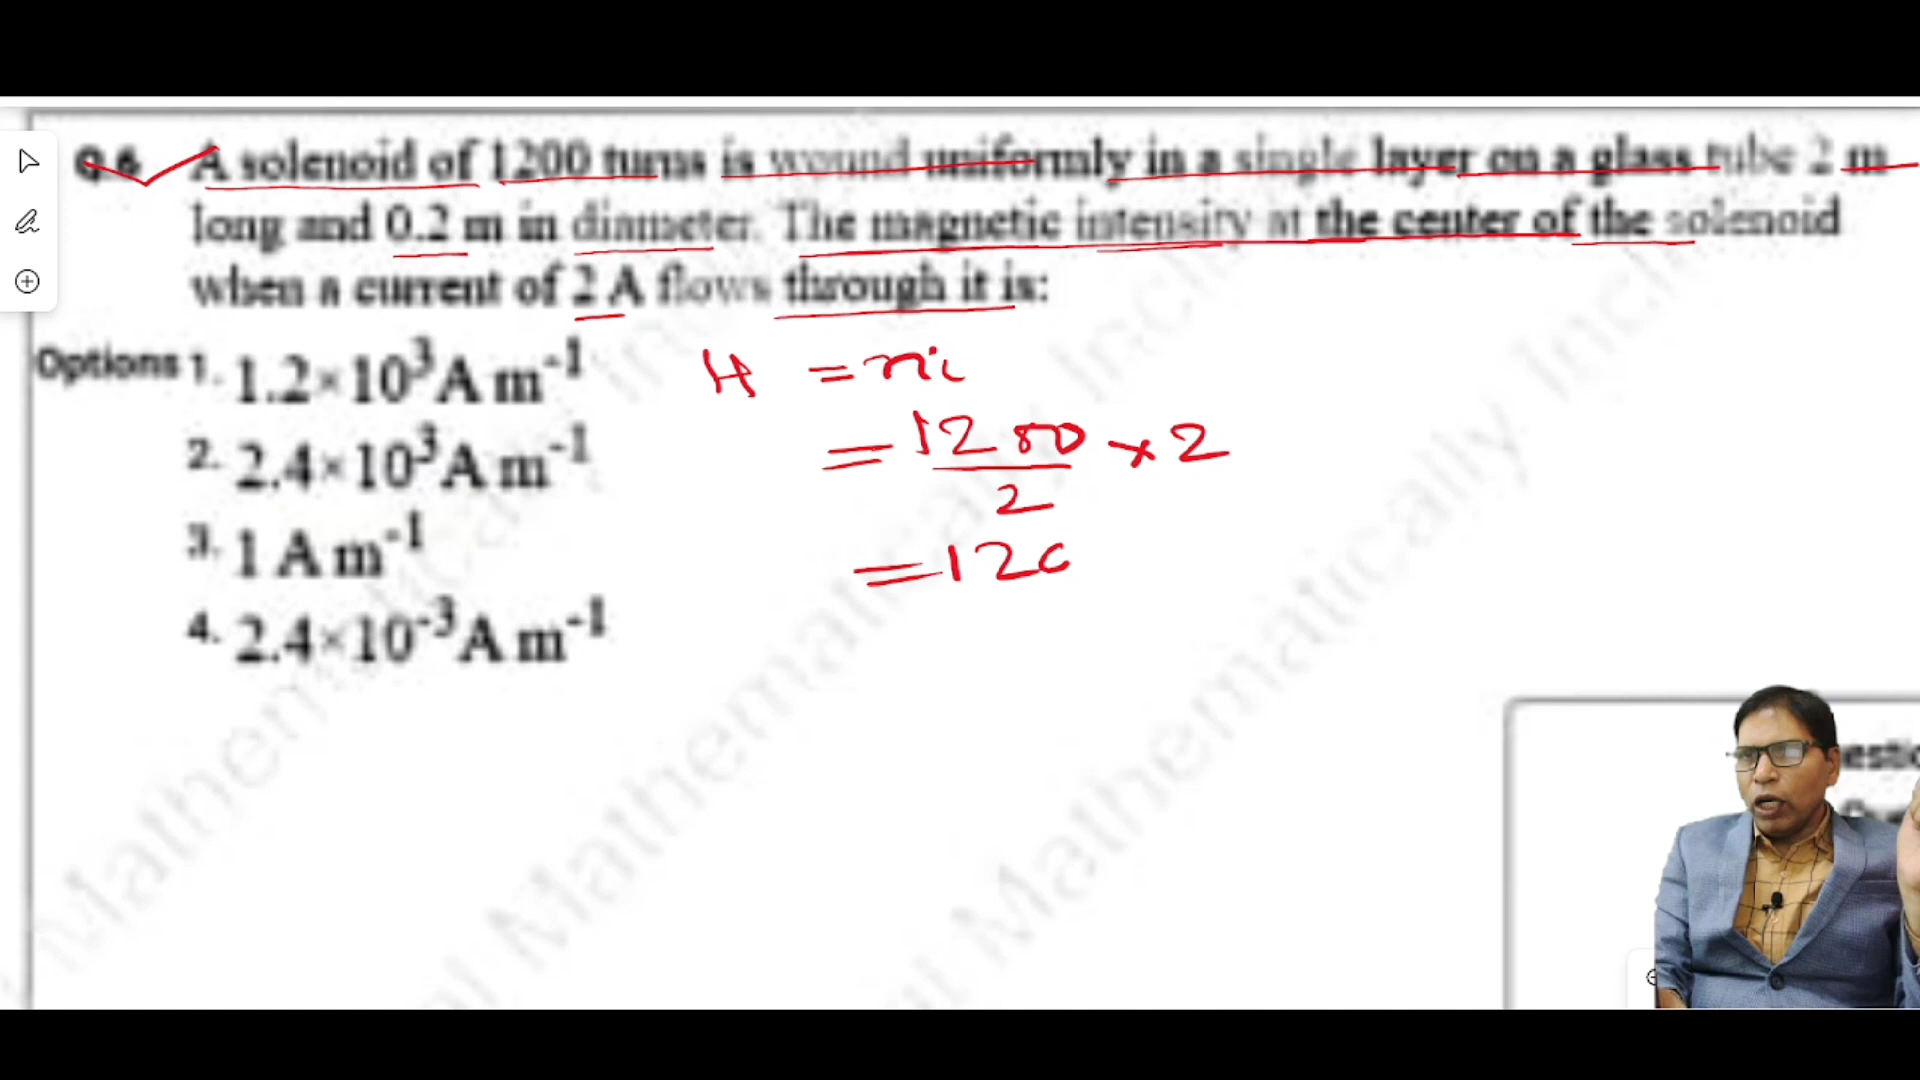 Q.6 A solenoid of 1200 turns is wound uniformly in a single layer on a glass tube 2 m
long and 0.2 m in diameter. The magnetic intensity at the center of the solenoid
when a current of 2 A flows through it is:
Options 1. 1.2×10³A m⁻¹
2. 2.4×10³A m⁻¹
3. 1 A m⁻¹
4. 2.4×10⁻³A m⁻¹
H = ni
= 1200/2 × 2
= 120
Mathematically Inclined